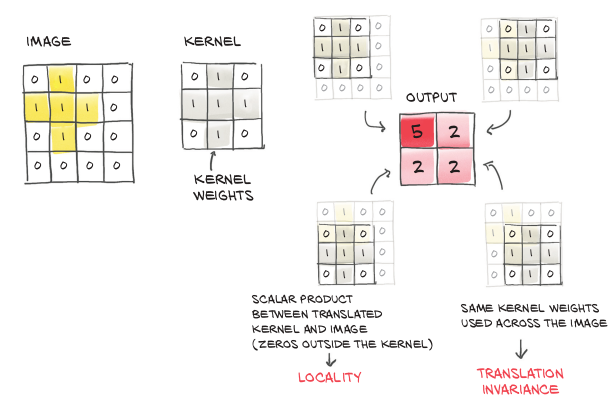 IMAGE
0 1 0 0
1 1 1 0
0 1 0 0
0 0 0 0
KERNEL
0 1 0
1 1 1
0 1 0
KERNEL
WEIGHTS
0 1 0 0
1 1 1 0
0 1 0 0
0 0 0 0
0 0 1 0
1 1 1 1
0 0 1 0
0 0 0 0
OUTPUT
5 2
2 2
0 1 0 0
0 1 0 0
1 1 1 0
0 1 0 0
0 1 0 0
1 0 1 0
0 1 1 1
0 0 1 0
SCALAR PRODUCT
BETWEEN TRANSLATED
KERNEL AND IMAGE
(ZEROS OUTSIDE THE KERNEL)
LOCALITY
SAME KERNEL WEIGHTS
USED ACROSS THE IMAGE
TRANSLATION
INVARIANCE